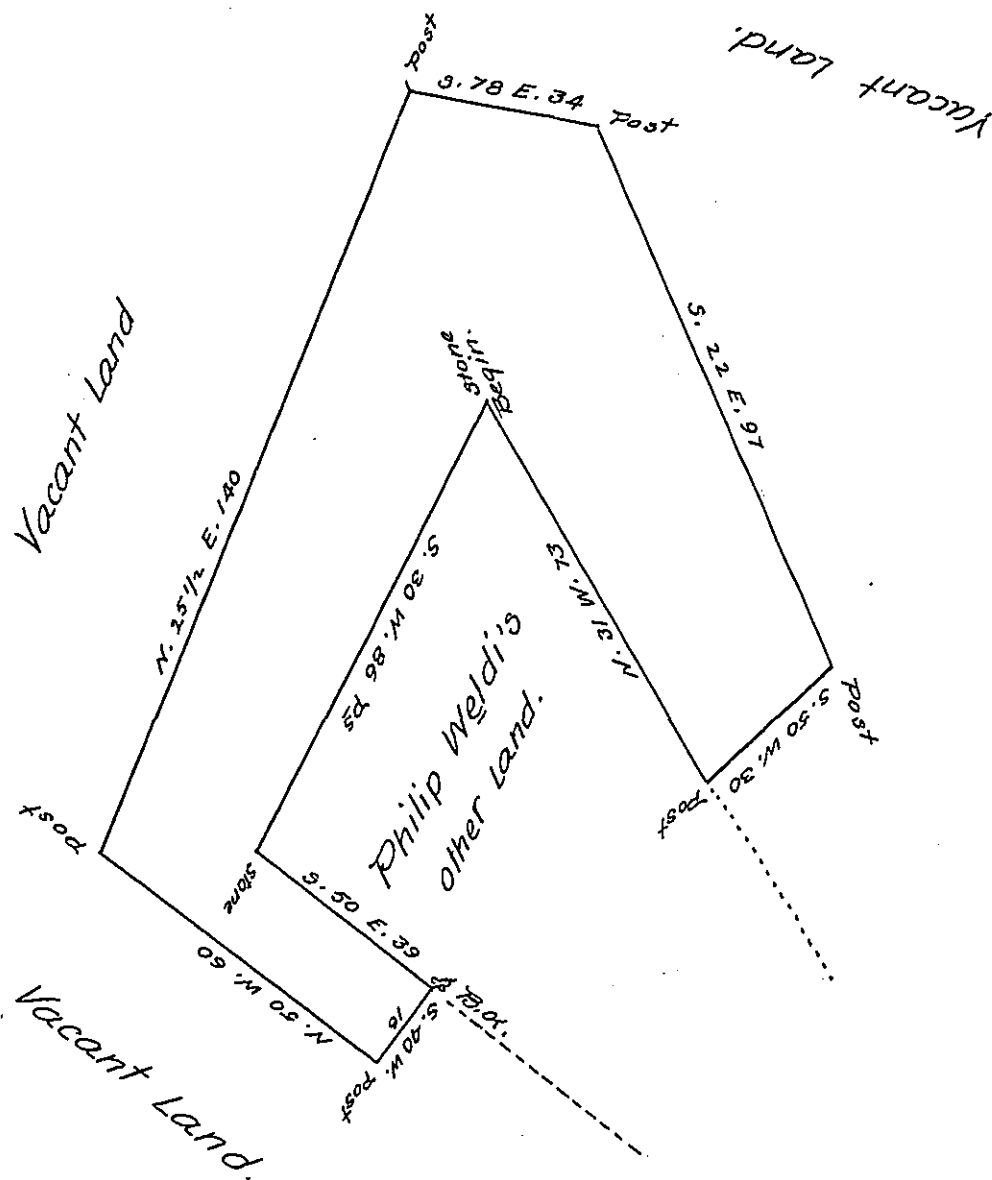 Post
S. 78 E. 34
Post
Vacant Land.
Vacant Land
S. 22 E. 97
Stone
Begin.
N. 25 1/2 E. 140
S. 30 W. 86 ps
N. 31 W. 73
Philip Weldi's
other Land.
Post
S. 50 W. 30
Post
Post
Stone
S. 50 E. 39
N. 50 W. 60
B.O.
S. 40 W.
16
Post
Vacant Land.